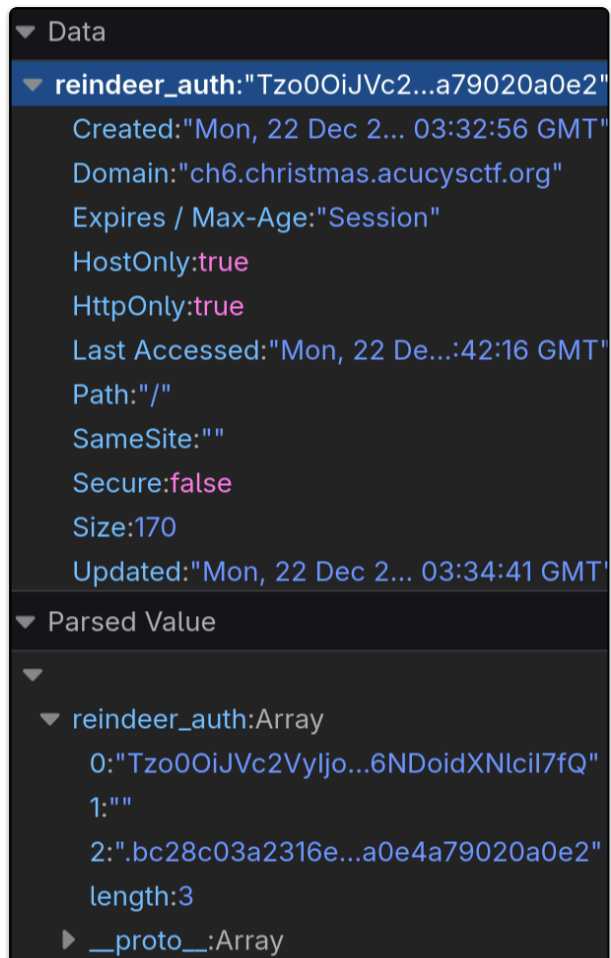 Data
reindeer_auth:"Tzo0OiJVc2...a79020a0e2"
Created:"Mon, 22 Dec 2... 03:32:56 GMT"
Domain:"ch6.christmas.acucysctf.org"
Expires / Max-Age:"Session"
HostOnly:true
HttpOnly:true
Last Accessed:"Mon, 22 De...:42:16 GMT"
Path:"/"
SameSite:""
Secure:false
Size:170
Updated:"Mon, 22 Dec 2... 03:34:41 GMT"
Parsed Value
reindeer_auth:Array
0:"Tzo0OiJVc2VyIjo...6NDoidXNlciI7fQ"
1:""
2:".bc28c03a2316e...a0e4a79020a0e2"
length:3
__proto__:Array